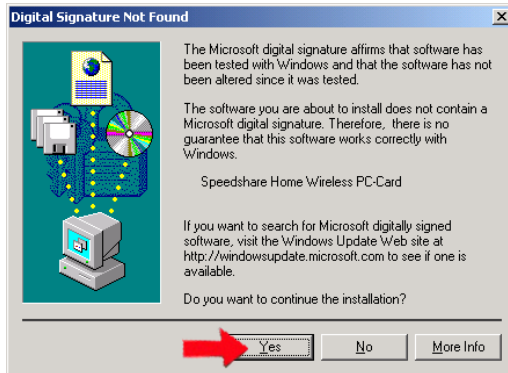 Digital Signature Not Found
The Microsoft digital signature affirms that software has
been tested with Windows and that the software has not
been altered since it was tested.
The software you are about to install does not contain a
Microsoft digital signature. Therefore, there is no
guarantee that this software works correctly with
Windows.
Speedshare Home Wireless PC-Card
If you want to search for Microsoft digitally signed
software, visit the Windows Update Web site at
http://windowsupdate.microsoft.com to see if one is
available.
Do you want to continue the installation?
Yes No More Info